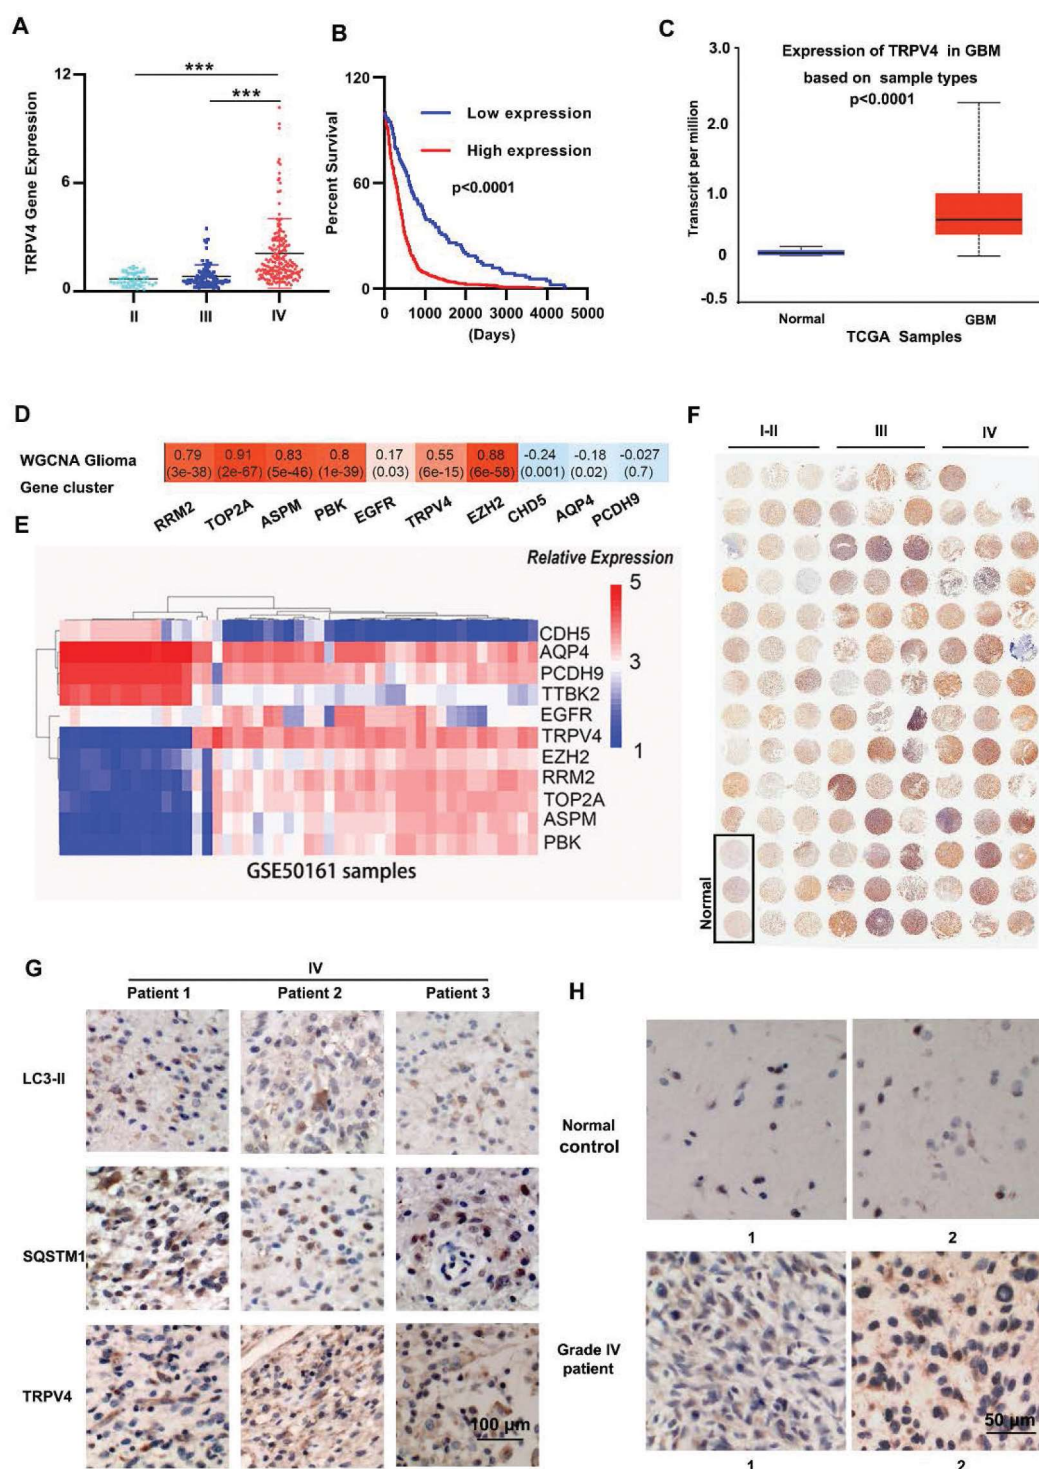 A
TRPV4 Gene Expression
12
6
0
***
***
II
III
IV
B
Percent Survival
120
60
0
Low expression
High expression
p<0.0001
0
1000
2000
3000
4000
5000
(Days)
C
Expression of TRPV4 in GBM
based on sample types
p<0.0001
Transcript per million
3.0
2.0
1.0
0
-0.5
Normal
GBM
TCGA Samples
D
WGCNA Glioma
Gene cluster
0.79 0.91 0.83 0.8 0.17 0.55 0.88 -0.24 -0.18 -0.027
(3e-38) (2e-67) (5e-46) (1e-39) (0.03) (6e-15) (6e-58) (0.001) (0.02) (0.7)
RRM2 TOP2A ASPM PBK EGFR TRPV4 EZH2 CHD5 AQP4 PCDH9
E
Relative Expression
5
3
1
CDH5
AQP4
PCDH9
TTBK2
EGFR
TRPV4
EZH2
RRM2
TOP2A
ASPM
PBK
GSE50161 samples
F
I-II
III
IV
Normal
G
IV
Patient 1
Patient 2
Patient 3
LC3-II
SQSTM1
TRPV4
100 µm
H
Normal
control
1
2
Grade IV
patient
50 µm
1
2